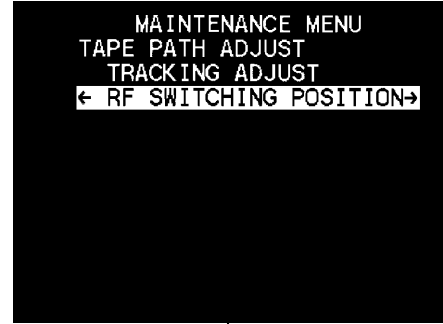 MAINTENANCE MENU
TAPE PATH ADJUST
TRACKING ADJUST
← RF SWITCHING POSITION→